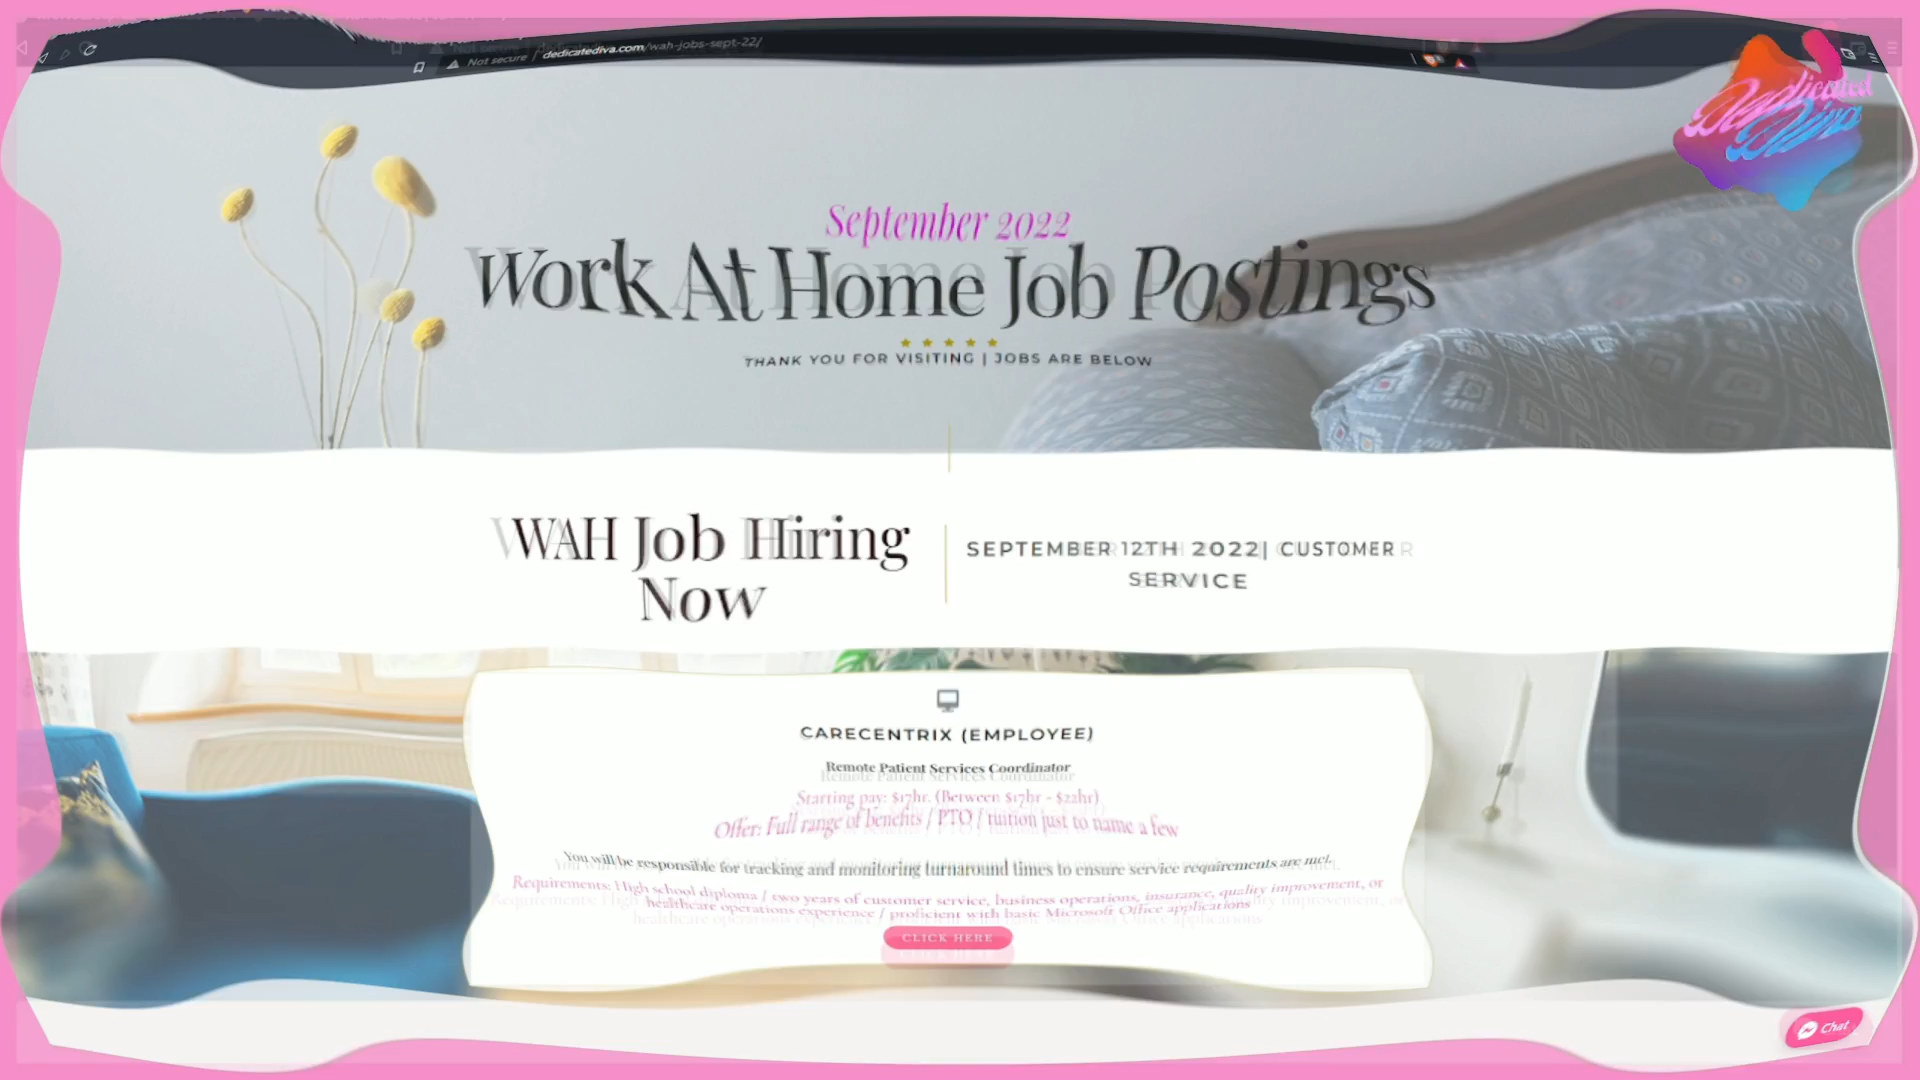 Not secure | dedicatediva.com/wah-jobs-sept-22/
Dedicated
Diva
September 2022
Work At Home Job Postings
THANK YOU FOR VISITING | JOBS ARE BELOW
WAH Job Hiring
Now
SEPTEMBER 12TH 2022| CUSTOMER
SERVICE
CARECENTRIX (EMPLOYEE)
Remote Patient Services Coordinator
Starting pay: $17hr. (Between $17hr - $22hr)
Offer: Full range of benefits / PTO / tuition just to name a few
You will be responsible for tracking and monitoring turnaround times to ensure service requirements are met.
Requirements: High school diploma / two years of customer service, business operations, insurance, quality improvement, or
healthcare operations experience / proficient with basic Microsoft Office applications
CLICK HERE
Chat